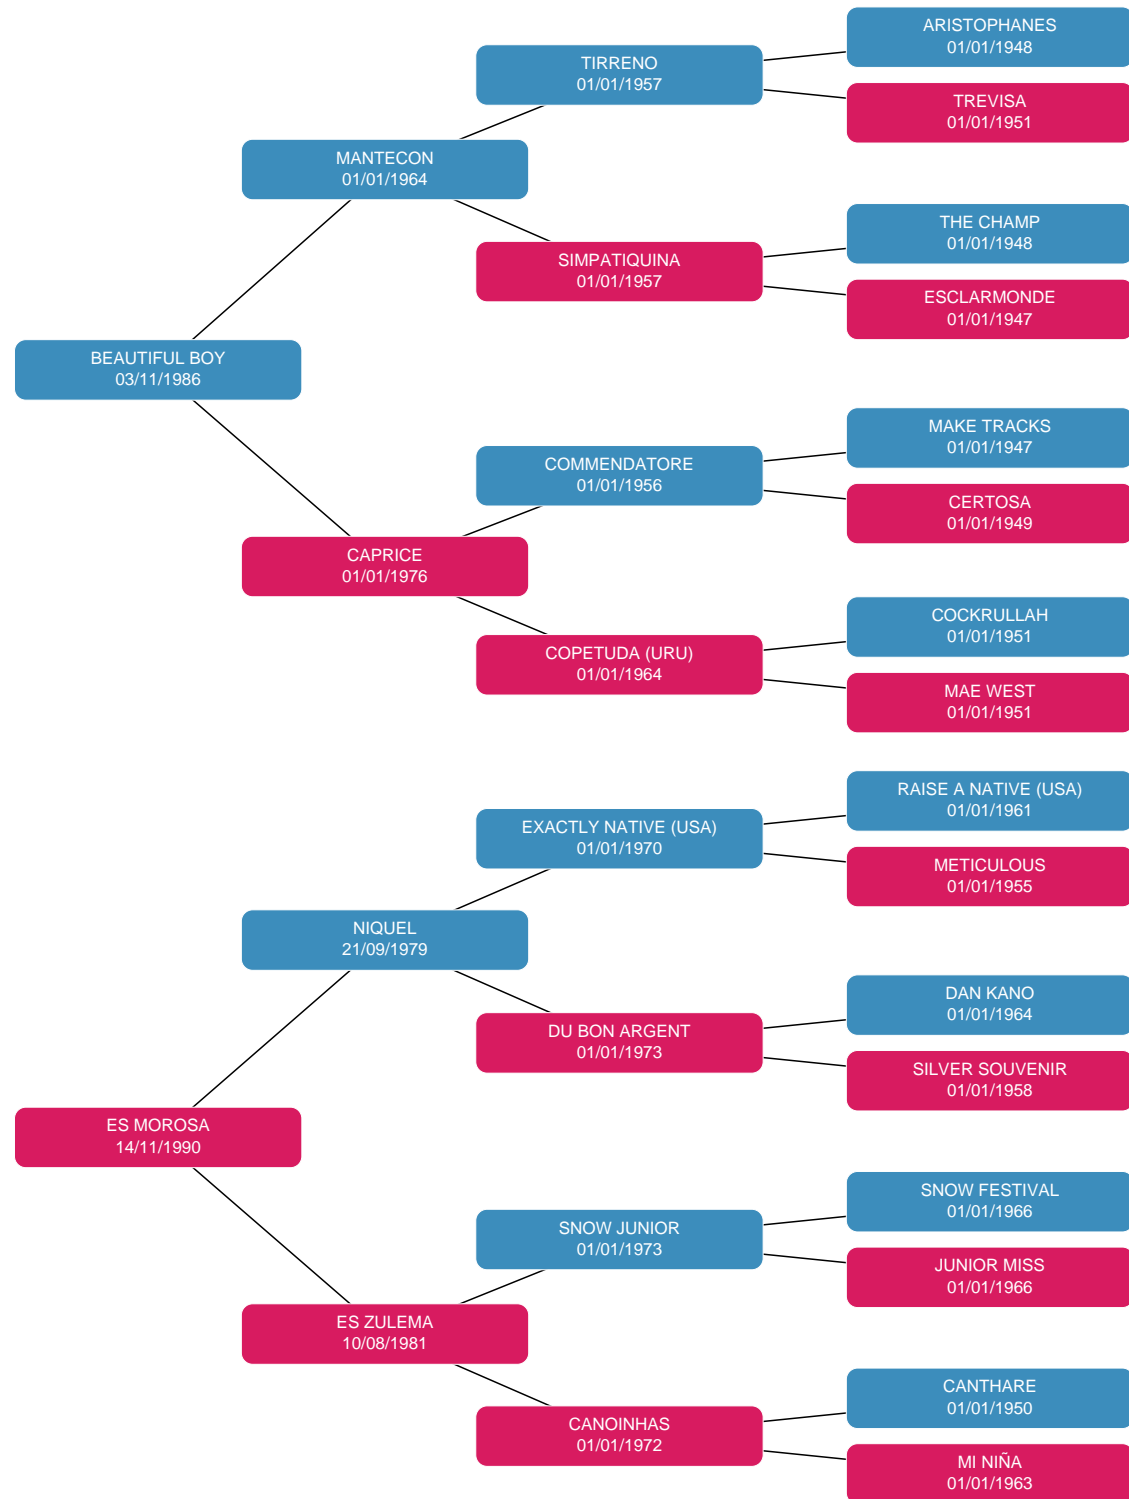 ARISTOPHANES
01/01/1948
TIRRENO
01/01/1957
TREVISA
01/01/1951
MANTECON
01/01/1964
THE CHAMP
01/01/1948
SIMPATIQUINA
01/01/1957
ESCLARMONDE
01/01/1947
BEAUTIFUL BOY
03/11/1986
MAKE TRACKS
01/01/1947
COMMENDATORE
01/01/1956
CERTOSA
01/01/1949
CAPRICE
01/01/1976
COCKRULLAH
01/01/1951
COPETUDA (URU)
01/01/1964
MAE WEST
01/01/1951
RAISE A NATIVE (USA)
01/01/1961
EXACTLY NATIVE (USA)
01/01/1970
METICULOUS
01/01/1955
NIQUEL
21/09/1979
DAN KANO
01/01/1964
DU BON ARGENT
01/01/1973
SILVER SOUVENIR
01/01/1958
ES MOROSA
14/11/1990
SNOW FESTIVAL
01/01/1966
SNOW JUNIOR
01/01/1973
JUNIOR MISS
01/01/1966
ES ZULEMA
10/08/1981
CANTHARE
01/01/1950
CANOINHAS
01/01/1972
MI NIÑA
01/01/1963